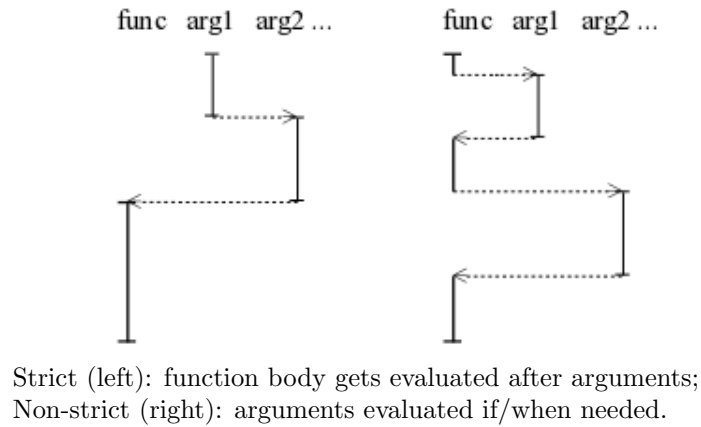 func arg1 arg2 ... func arg1 arg2 ...
Strict (left): function body gets evaluated after arguments;
Non-strict (right): arguments evaluated if/when needed.